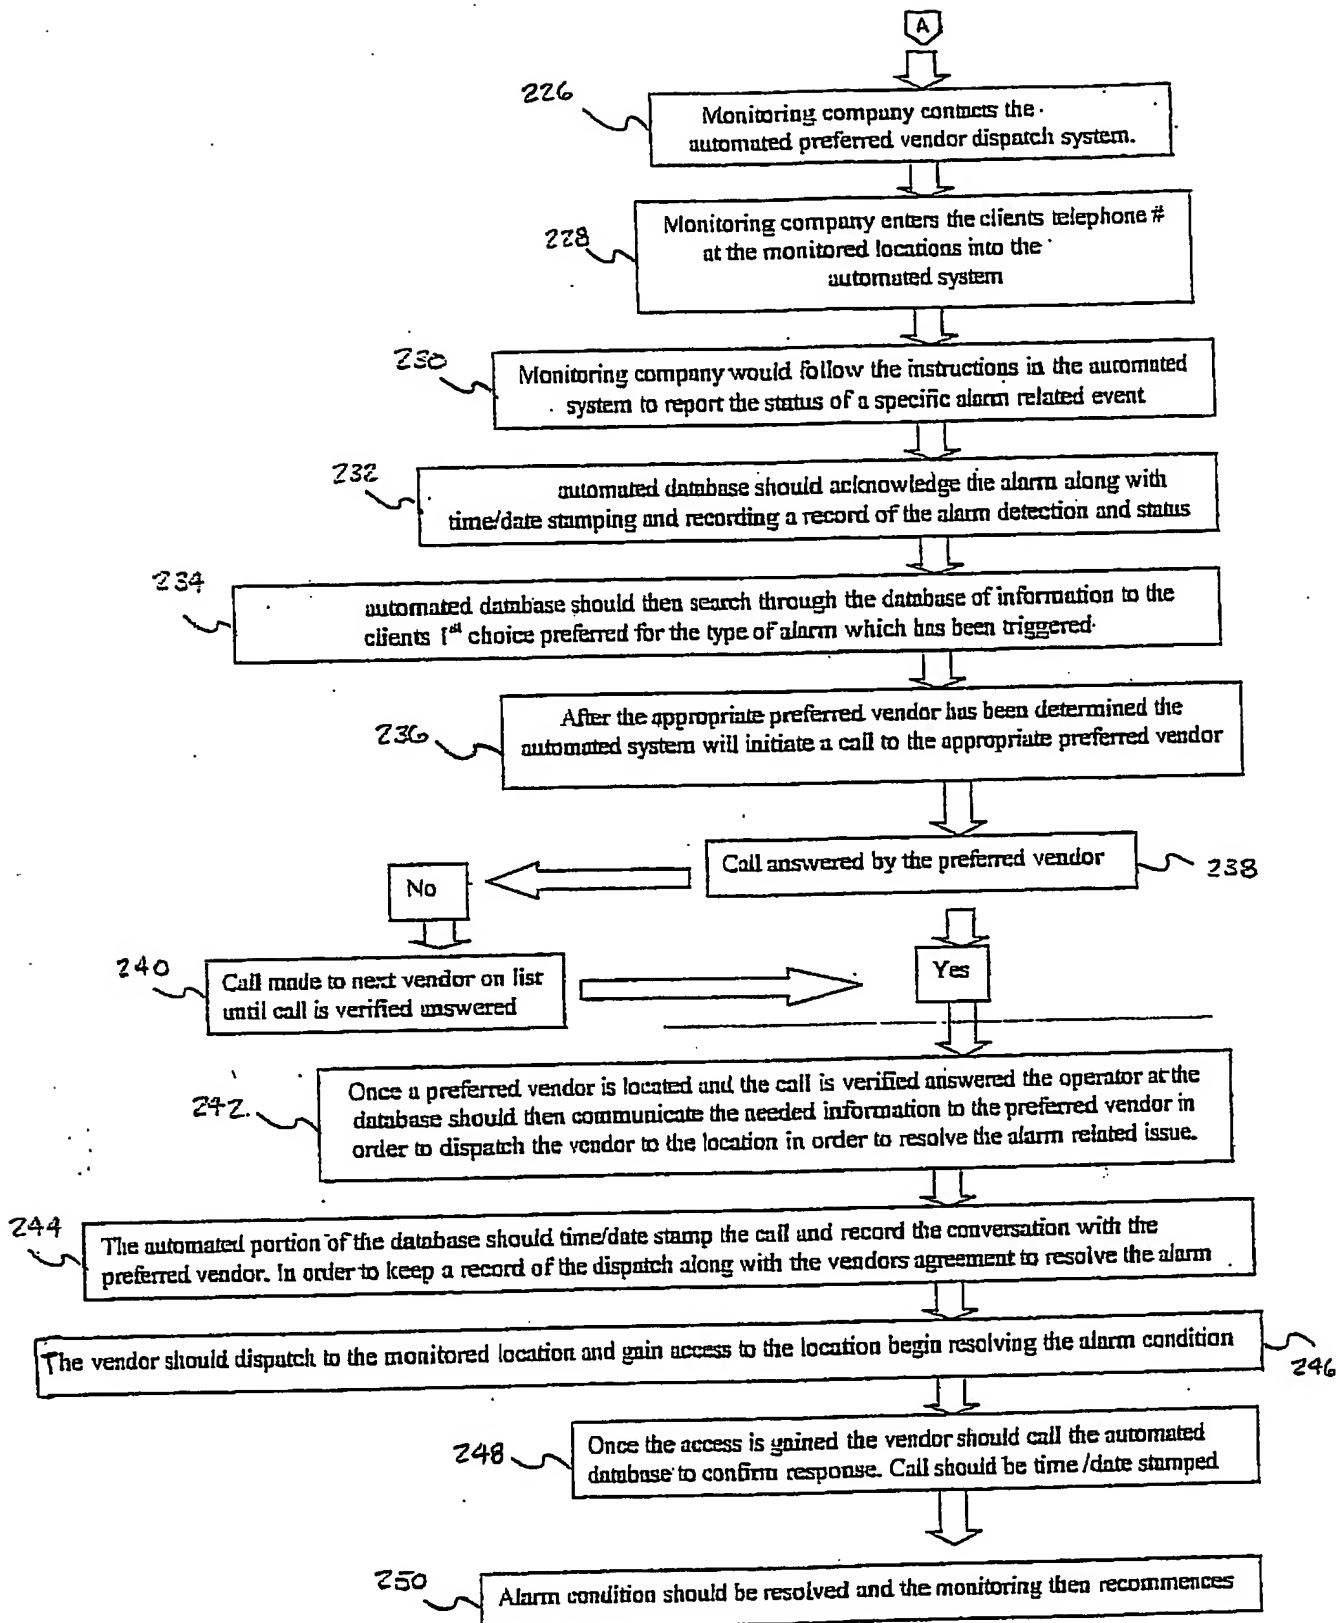 A
226
Monitoring company contacts the
automated preferred vendor dispatch system.
228
Monitoring company enters the clients telephone #
at the monitored locations into the
automated system
230
Monitoring company would follow the instructions in the automated
system to report the status of a specific alarm related event
232
automated database should acknowledge the alarm along with
time/date stamping and recording a record of the alarm detection and status
234
automated database should then search through the database of information to the
clients 1st choice preferred for the type of alarm which has been triggered
236
After the appropriate preferred vendor has been determined the
automated system will initiate a call to the appropriate preferred vendor
Call answered by the preferred vendor
238
No
240
Call made to next vendor on list
until call is verified answered
Yes
242
Once a preferred vendor is located and the call is verified answered the operator at the
database should then communicate the needed information to the preferred vendor in
order to dispatch the vendor to the location in order to resolve the alarm related issue.
244
The automated portion of the database should time/date stamp the call and record the conversation with the
preferred vendor. In order to keep a record of the dispatch along with the vendors agreement to resolve the alarm
The vendor should dispatch to the monitored location and gain access to the location begin resolving the alarm condition
246
248
Once the access is gained the vendor should call the automated
database to confirm response. Call should be time/date stamped
250
Alarm condition should be resolved and the monitoring then recommences